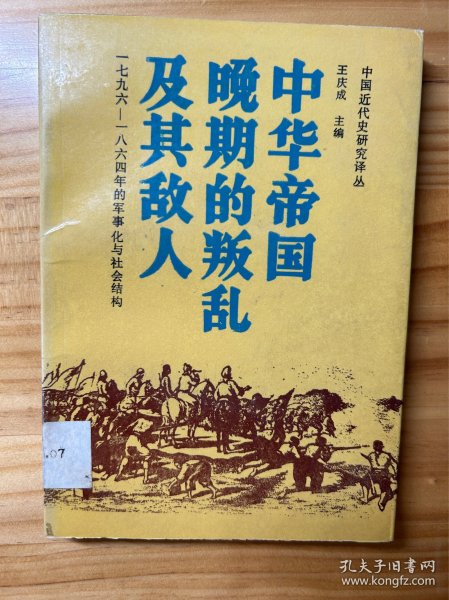 中国近代史研究译丛
王庆成 主编
中华帝国
晚期的叛乱
及其敌人
一七九六—一八六四年的军事化与社会结构
.07
孔夫子旧书网
www.kongfz.com